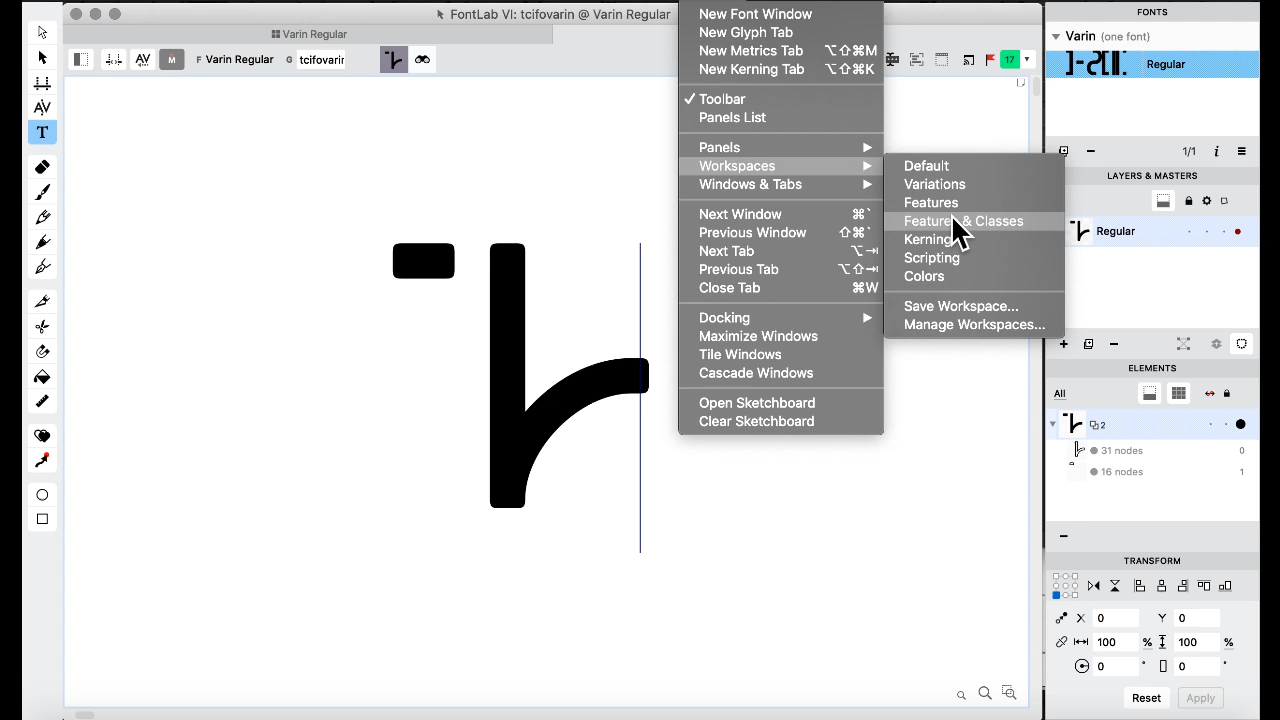 FontLab VI: tcifovarin @ Varin Regular
Varin Regular
F Varin Regular
G tcifovarin
17
New Font Window
New Glyph Tab
New Metrics Tab ⌥⇧⌘M
New Kerning Tab ⌥⇧⌘K
✓ Toolbar
Panels List
Panels
Workspaces
Windows & Tabs
Next Window ⌘`
Previous Window ⇧⌘`
Next Tab ⌥⇥
Previous Tab ⌥⇧⇥
Close Tab ⌘W
Docking
Maximize Windows
Tile Windows
Cascade Windows
Open Sketchboard
Clear Sketchboard
Default
Variations
Features
& Classes
Kerning
Scripting
Colors
Save Workspace...
Manage Workspaces...
FONTS
Varin (one font)
Regular
1/1
LAYERS & MASTERS
Regular
ELEMENTS
All
2
31 nodes 0
16 nodes 1
TRANSFORM
X 0 Y 0
100 % 100 %
0 ° 0 °
Reset Apply